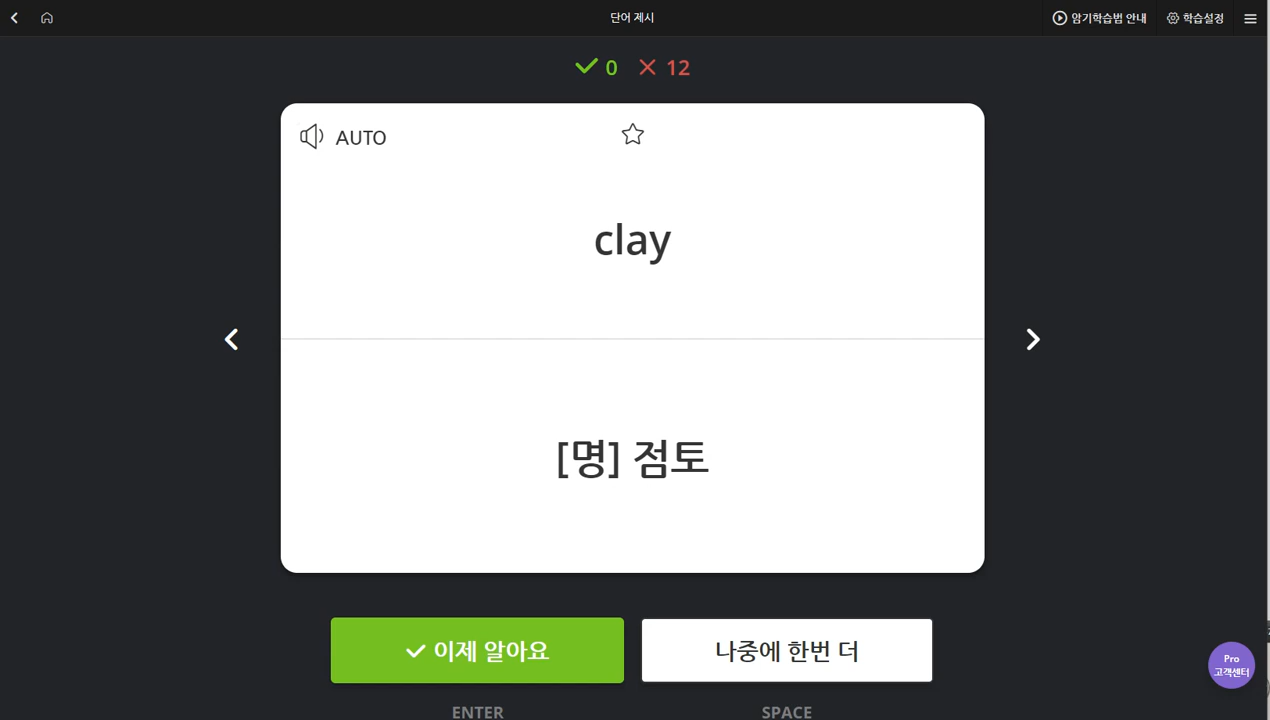 단어 제시
암기학습법 안내
학습설정
0
12
AUTO
clay
[명] 점토
이제 알아요
나중에 한번 더
ENTER
SPACE
Pro
고객센터